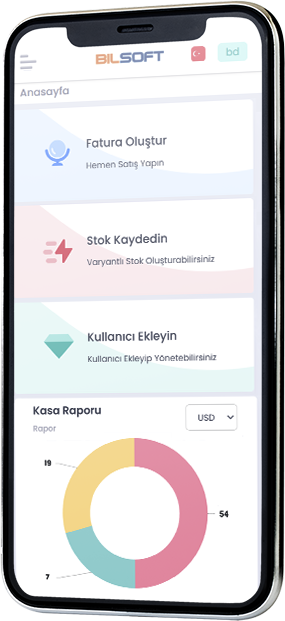 BILSOFT
bd
Anasayfa
Fatura Oluştur
Hemen Satış Yapın
Stok Kaydedin
Varyantlı Stok Oluşturabilirsiniz
Kullanıcı Ekleyin
Kullanıcı Ekleyip Yönetebilirsiniz
Kasa Raporu
USD
Rapor
19
54
7